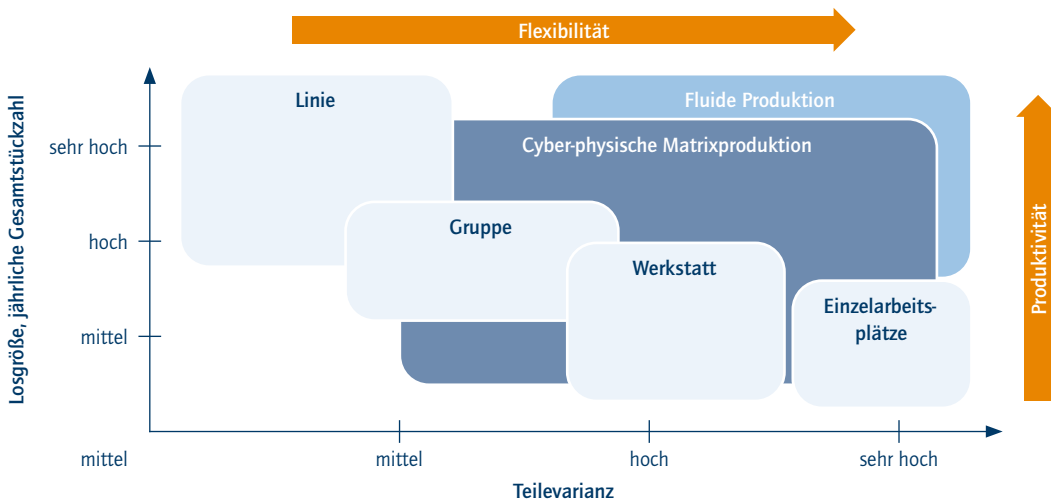 Flexibilität
Linie
Fluide Produktion
Cyber-physische Matrixproduktion
Gruppe
Werkstatt
Einzelarbeits-
plätze
Produktivität
Losgröße, jährliche Gesamtstückzahl
sehr hoch
hoch
mittel
mittel
mittel
hoch
sehr hoch
Teilevarianz